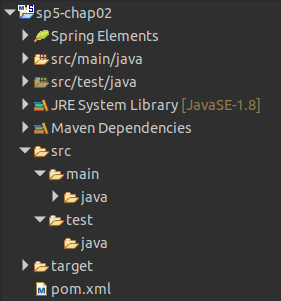 sp5-chap02
Spring Elements
src/main/java
src/test/java
JRE System Library [JavaSE-1.8]
Maven Dependencies
src
main
java
test
java
target
pom.xml